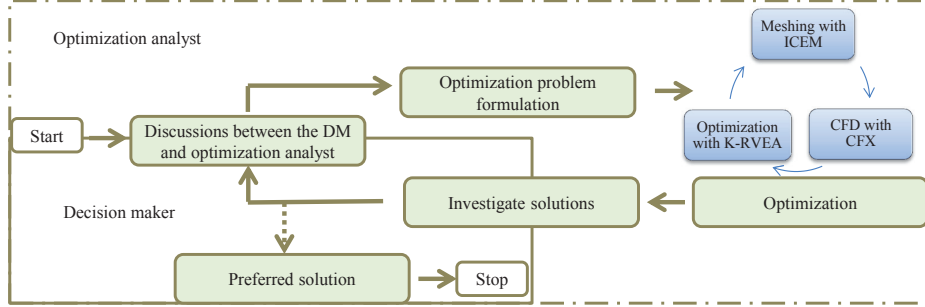 Optimization analyst
Meshing with
ICEM
Optimization problem
formulation
Start
Discussions between the DM
and optimization analyst
Optimization
with K-RVEA
CFD with
CFX
Decision maker
Investigate solutions
Optimization
Preferred solution
Stop